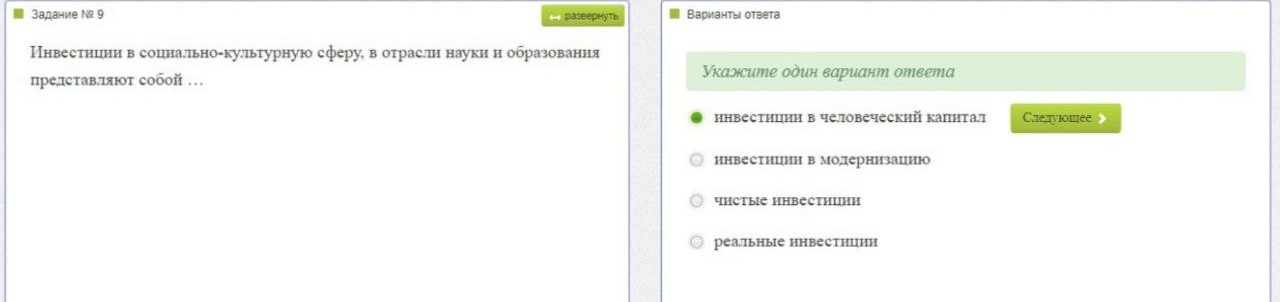 Задание № 9
развернуть
Инвестиции в социально-культурную сферу, в отрасли науки и образования
представляют собой …
Варианты ответа
Укажите один вариант ответа
инвестиции в человеческий капитал
Следующее
инвестиции в модернизацию
чистые инвестиции
реальные инвестиции